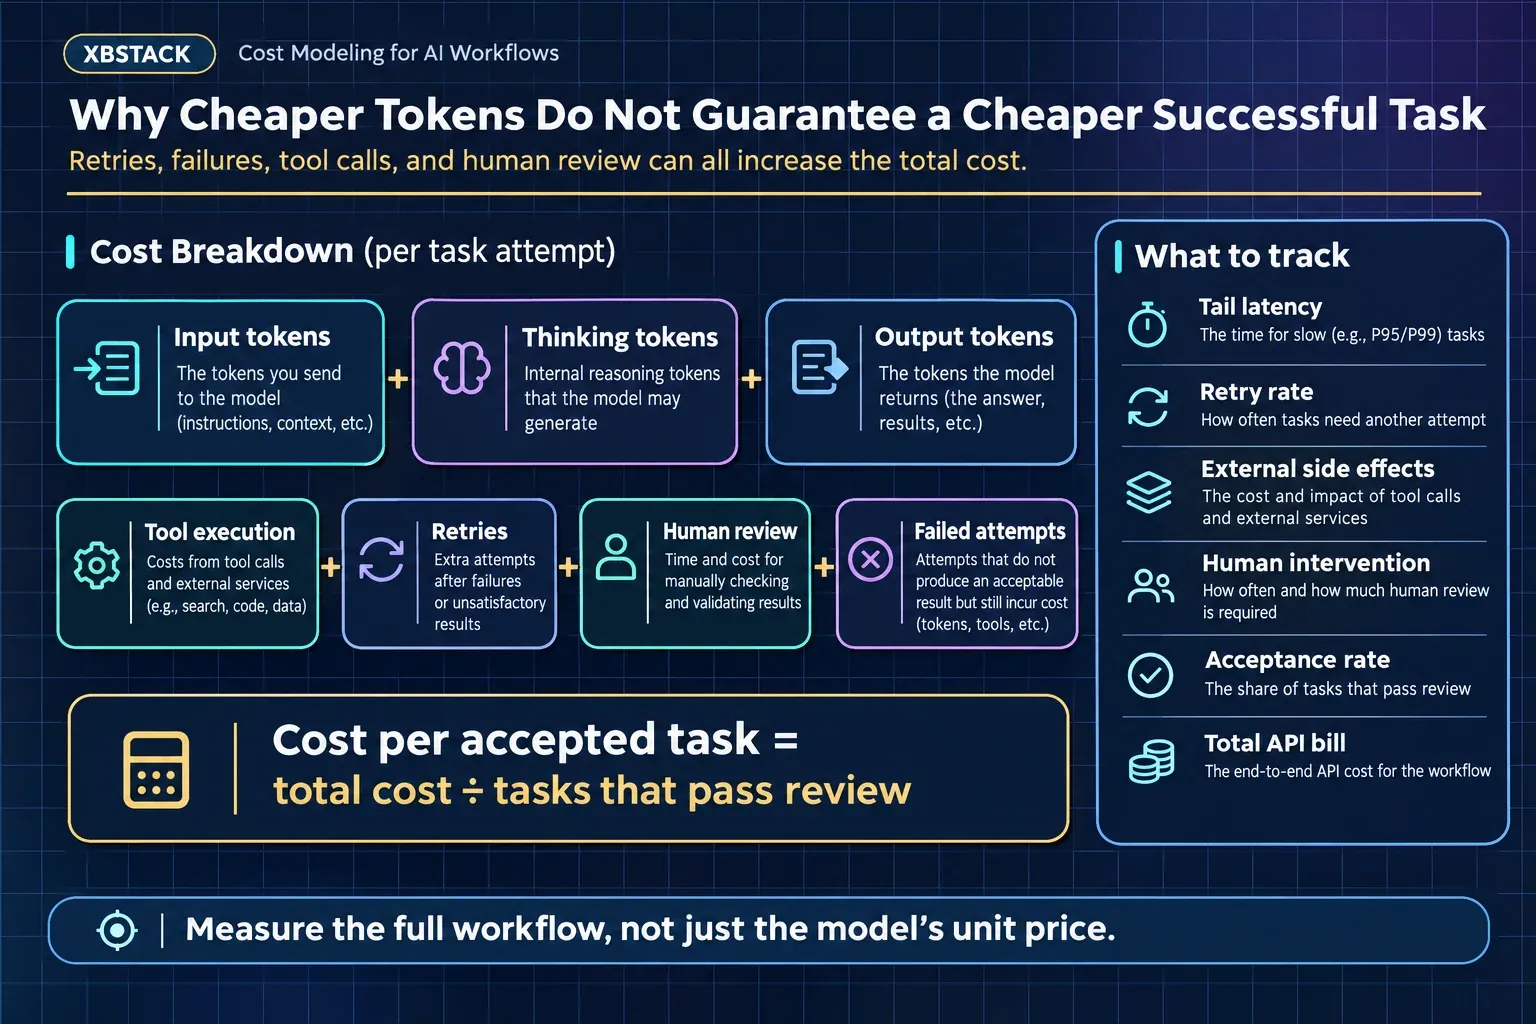 XBSTACK
Cost Modeling for AI Workflows
Why Cheaper Tokens Do Not Guarantee a Cheaper Successful Task
Retries, failures, tool calls, and human review can all increase the total cost.
Cost Breakdown (per task attempt)
Input tokens
The tokens you send
to the model
(instructions, context, etc.)
+
Thinking tokens
Internal reasoning tokens
that the model may
generate
+
Output tokens
The tokens the model
returns (the answer,
results, etc.)
Tool execution
Costs from tool calls
and external services
(e.g., search, code, data)
+
Retries
Extra attempts
after failures
or unsatisfactory
results
+
Human review
Time and cost for
manually checking
and validating results
+
Failed attempts
Attempts that do not
produce an acceptable
result but still incur cost
(tokens, tools, etc.)
Cost per accepted task =
total cost ÷ tasks that pass review
What to track
Tail latency
The time for slow (e.g., P95/P99) tasks
Retry rate
How often tasks need another attempt
External side effects
The cost and impact of tool calls
and external services
Human intervention
How often and how much human review
is required
Acceptance rate
The share of tasks that pass review
Total API bill
The end-to-end API cost for the workflow
Measure the full workflow, not just the model's unit price.